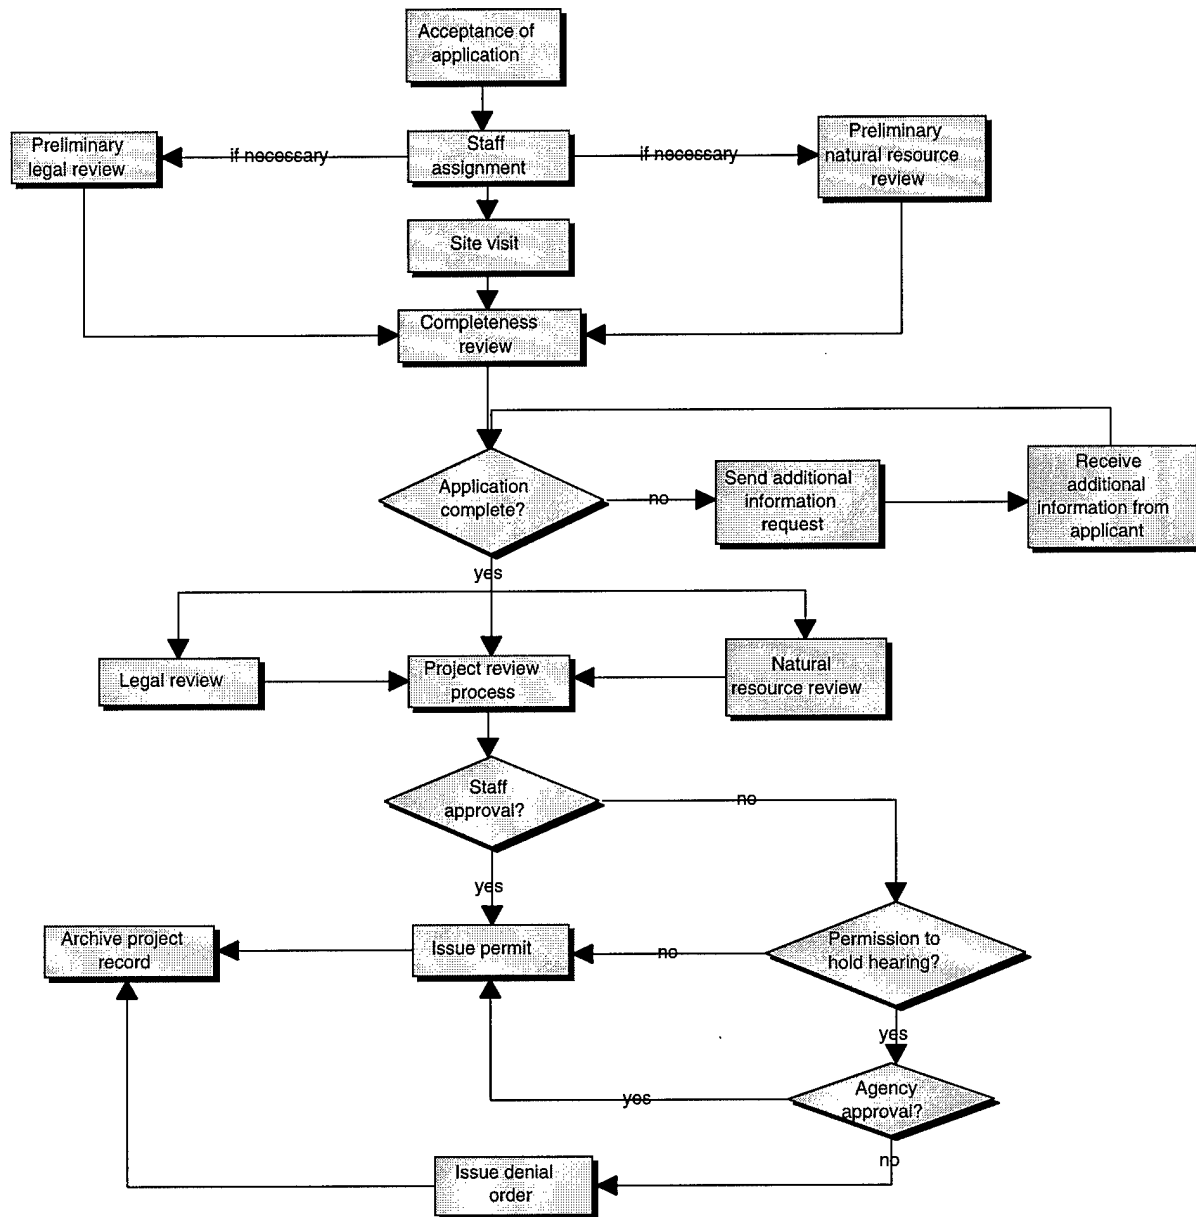 Acceptance of
application
Preliminary
legal review
if necessary
Staff
assignment
if necessary
Preliminary
natural resource
review
Site visit
Completeness
review
Application
complete?
no
Send additional
information
request
Receive
additional
information from
applicant
yes
Legal review
Project review
process
Natural
resource review
Staff
approval?
no
yes
Archive project
record
Issue permit
no
Permission to
hold hearing?
yes
yes
Agency
approval?
no
Issue denial
order